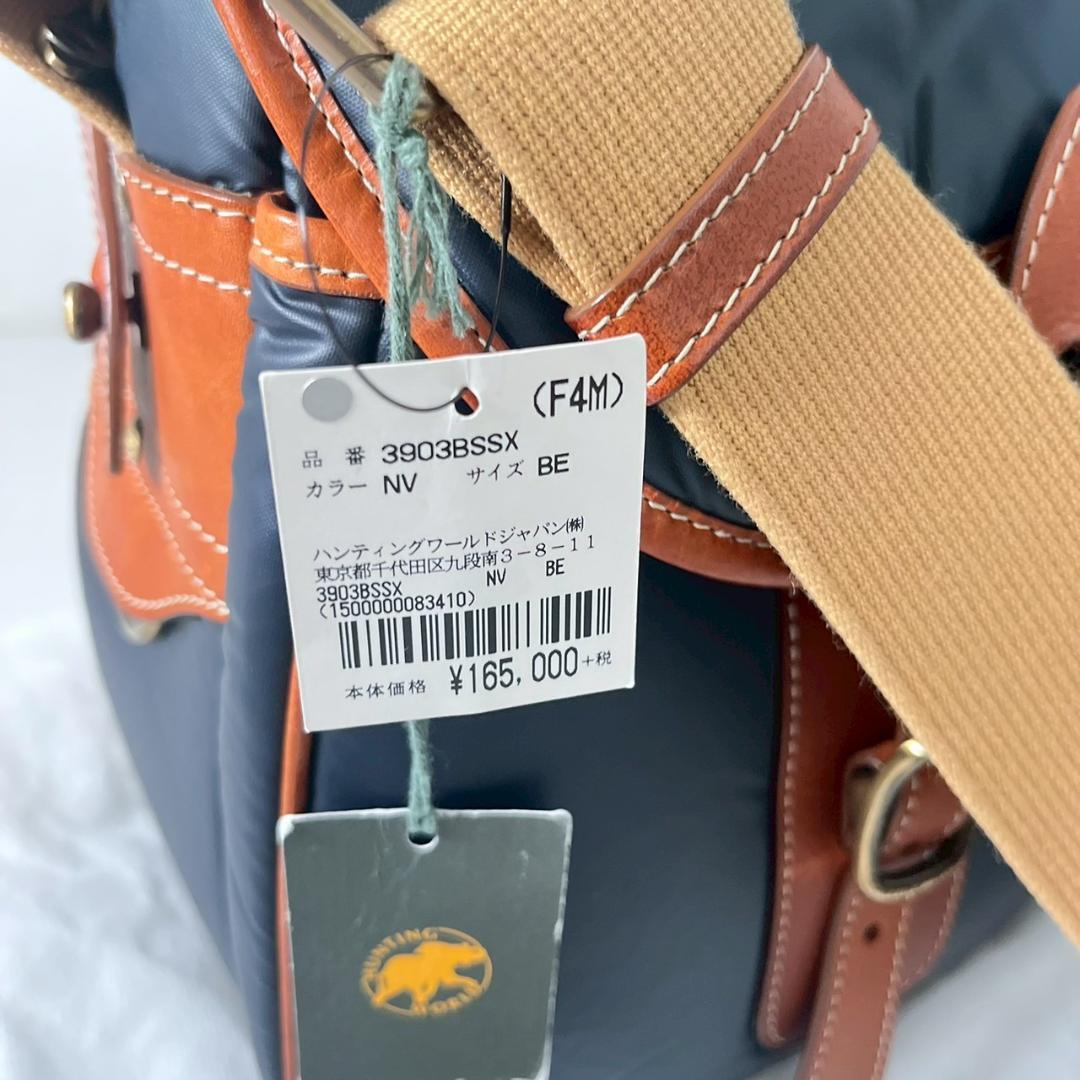 (F4M)
品 番 3903BSSX
カラー NV サイズ BE
ハンティングワールドジャパン㈱
東京都千代田区九段南3-8-11
3903BSSX NV BE
(1500000083410)
本体価格 ¥165,000+税
HUNTING
WORLD